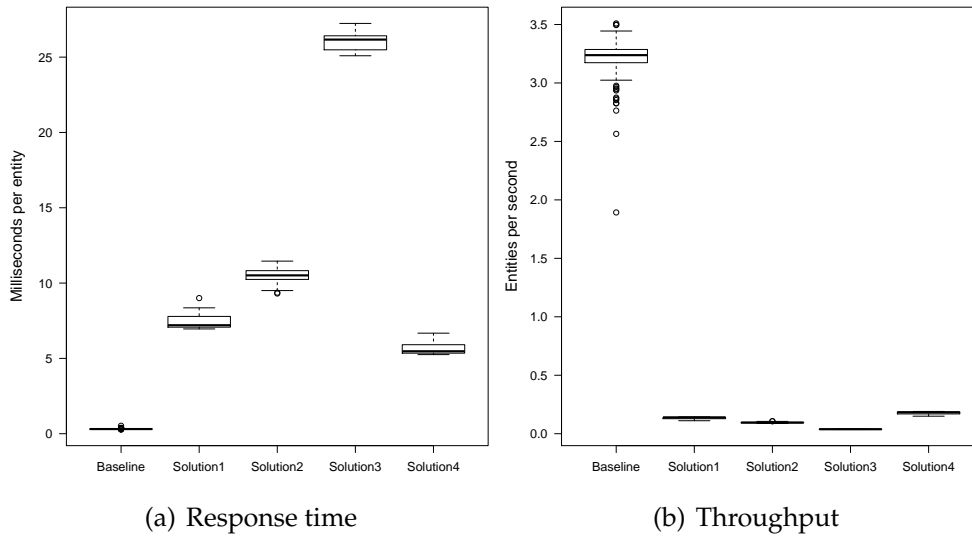 Milliseconds per entity
25
20
15
10
5
0
Baseline Solution1 Solution2 Solution3 Solution4
(a) Response time
Entities per second
3.5
3.0
2.5
2.0
1.5
1.0
0.5
0.0
Baseline Solution1 Solution2 Solution3 Solution4
(b) Throughput